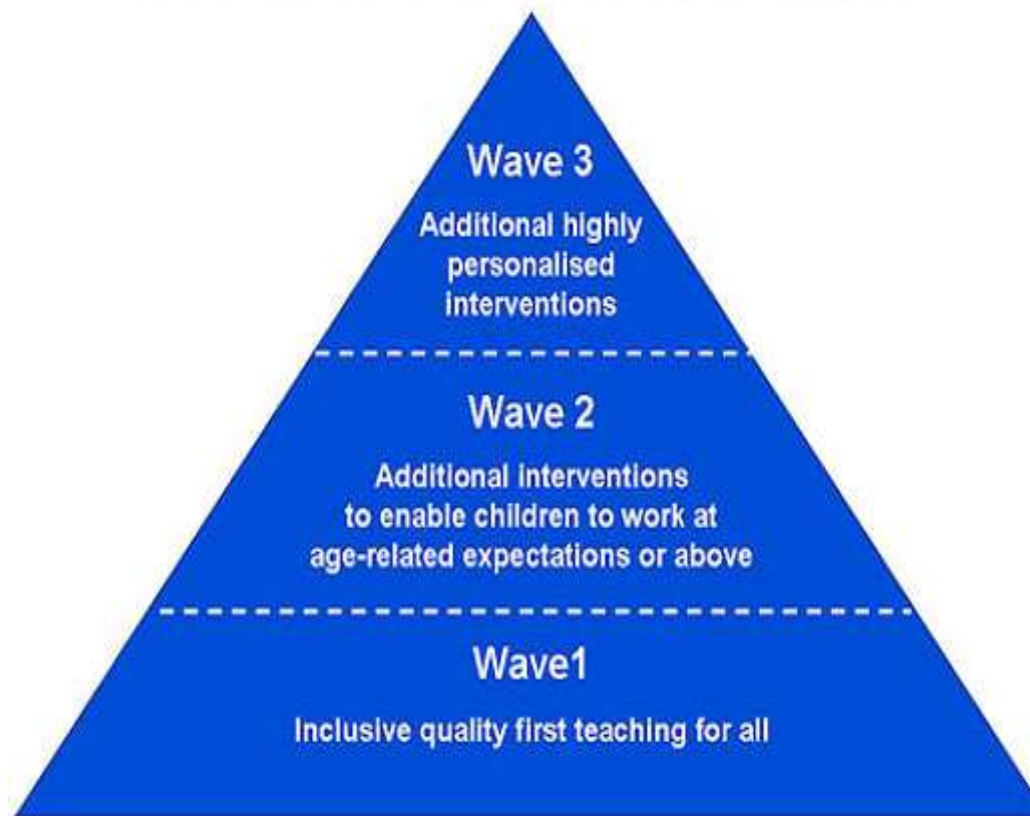 Wave 3
Additional highly
personalised
interventions
Wave 2
Additional interventions
to enable children to work at
age-related expectations or above
Wave1
Inclusive quality first teaching for all